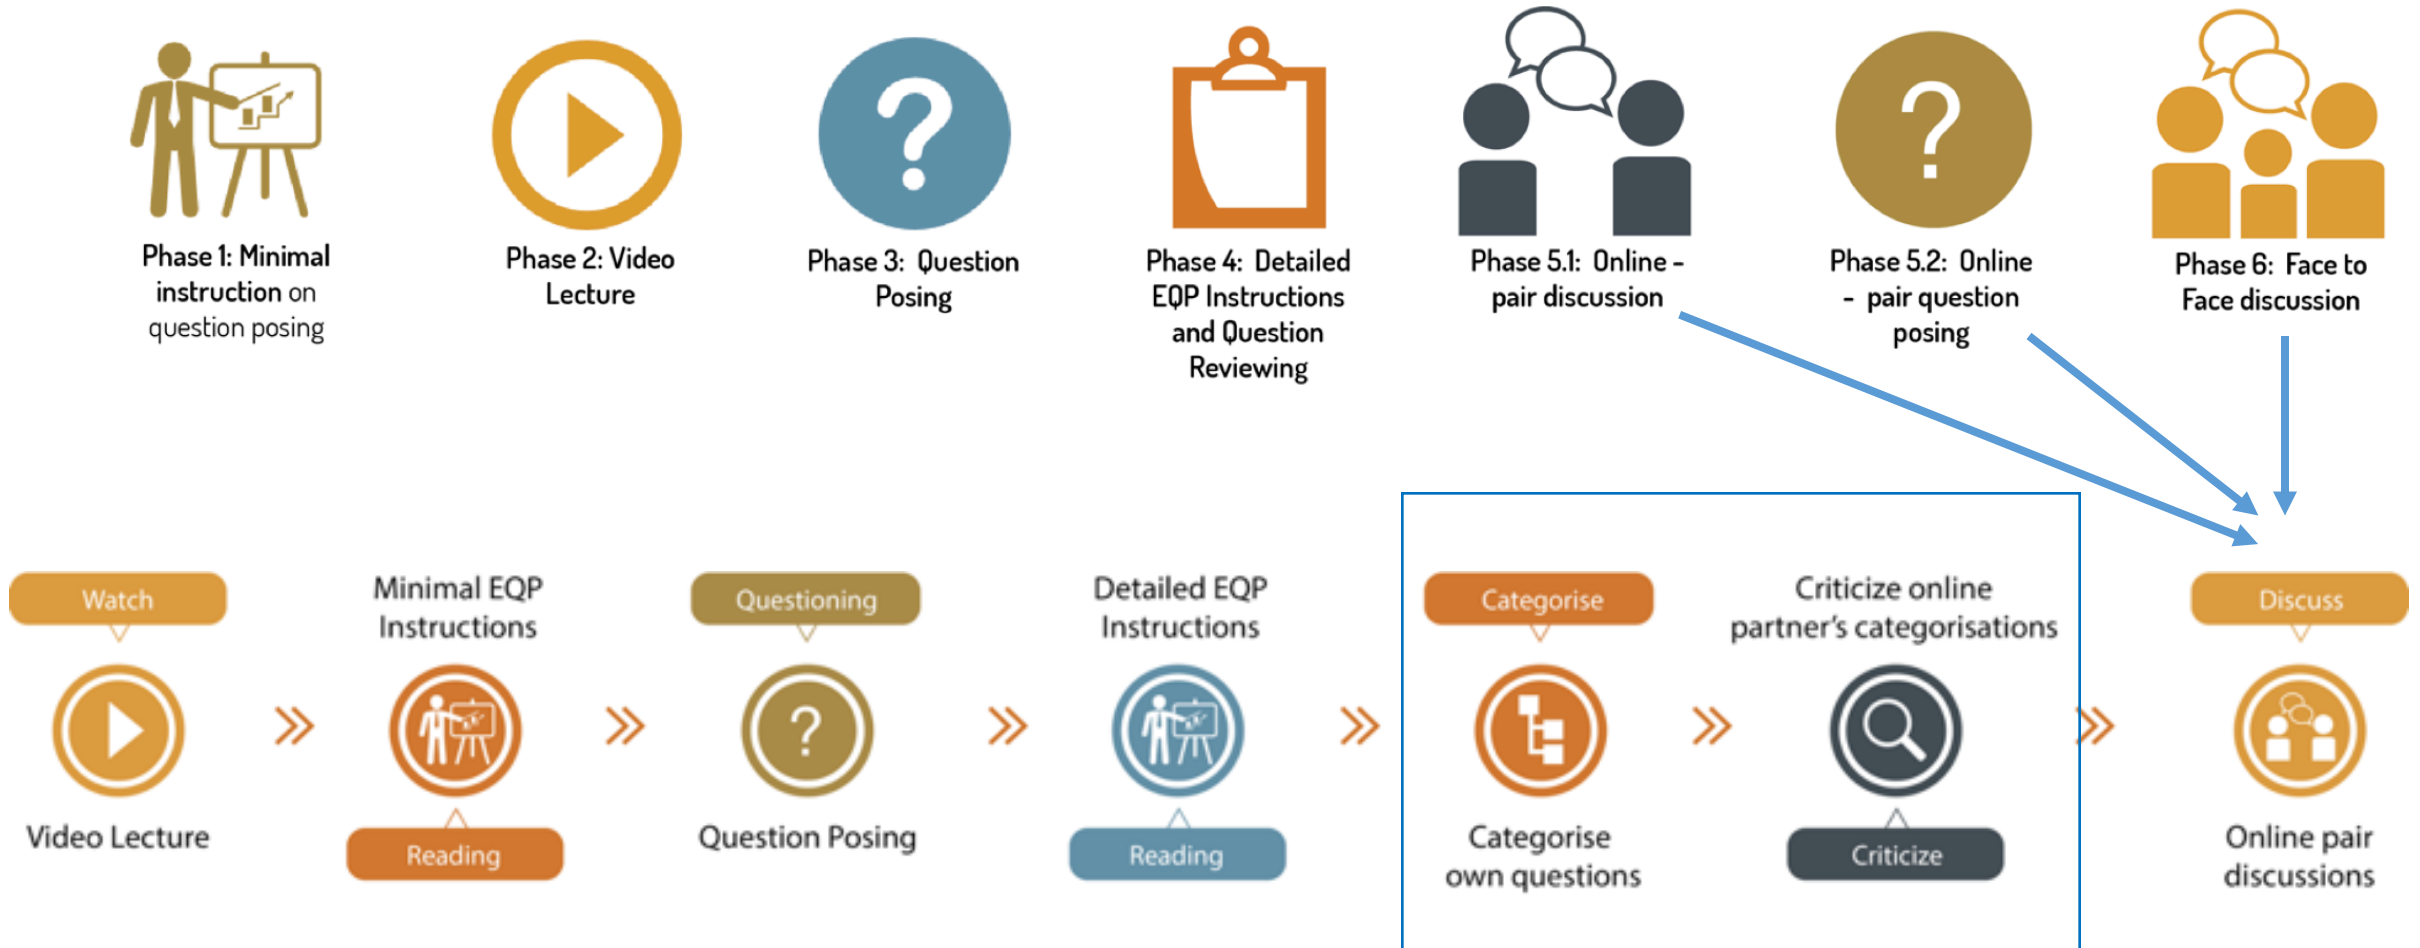 Phase 1: Minimal
instruction on
question posing
Phase 2: Video
Lecture
Phase 3: Question
Posing
Phase 4: Detailed
EQP Instructions
and Question
Reviewing
Phase 5.1: Online -
pair discussion
Phase 5.2: Online
- pair question
posing
Phase 6: Face to
Face discussion
Watch
Video Lecture
Minimal EQP
Instructions
Reading
Questioning
Question Posing
Detailed EQP
Instructions
Reading
Categorise
Categorise
own questions
Criticize online
partner's categorisations
Criticize
Discuss
Online pair
discussions